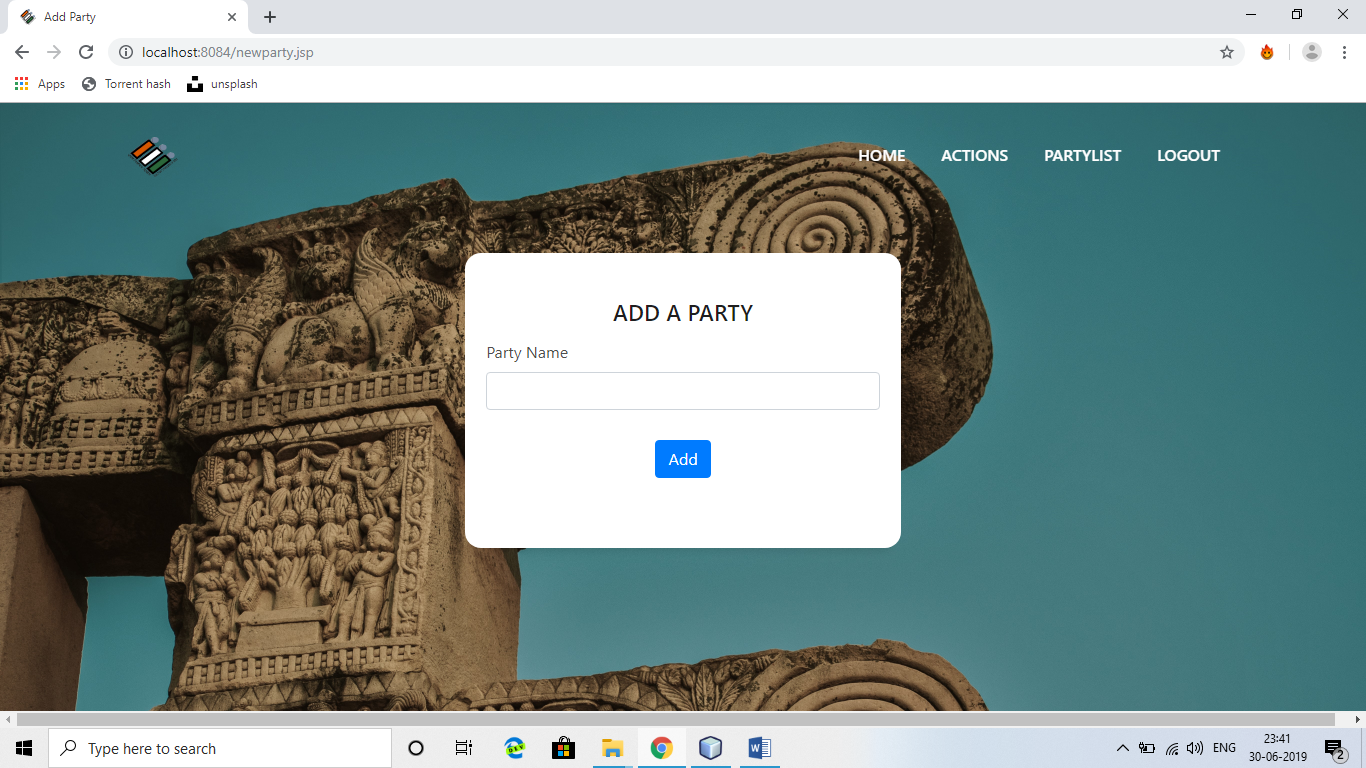 Add Party
localhost:8084/newparty.jsp
Apps Torrent hash unsplash
HOME ACTIONS PARTYLIST LOGOUT
ADD A PARTY
Party Name
Add
Type here to search
DEV
ENG
23:41
30-06-2019
2